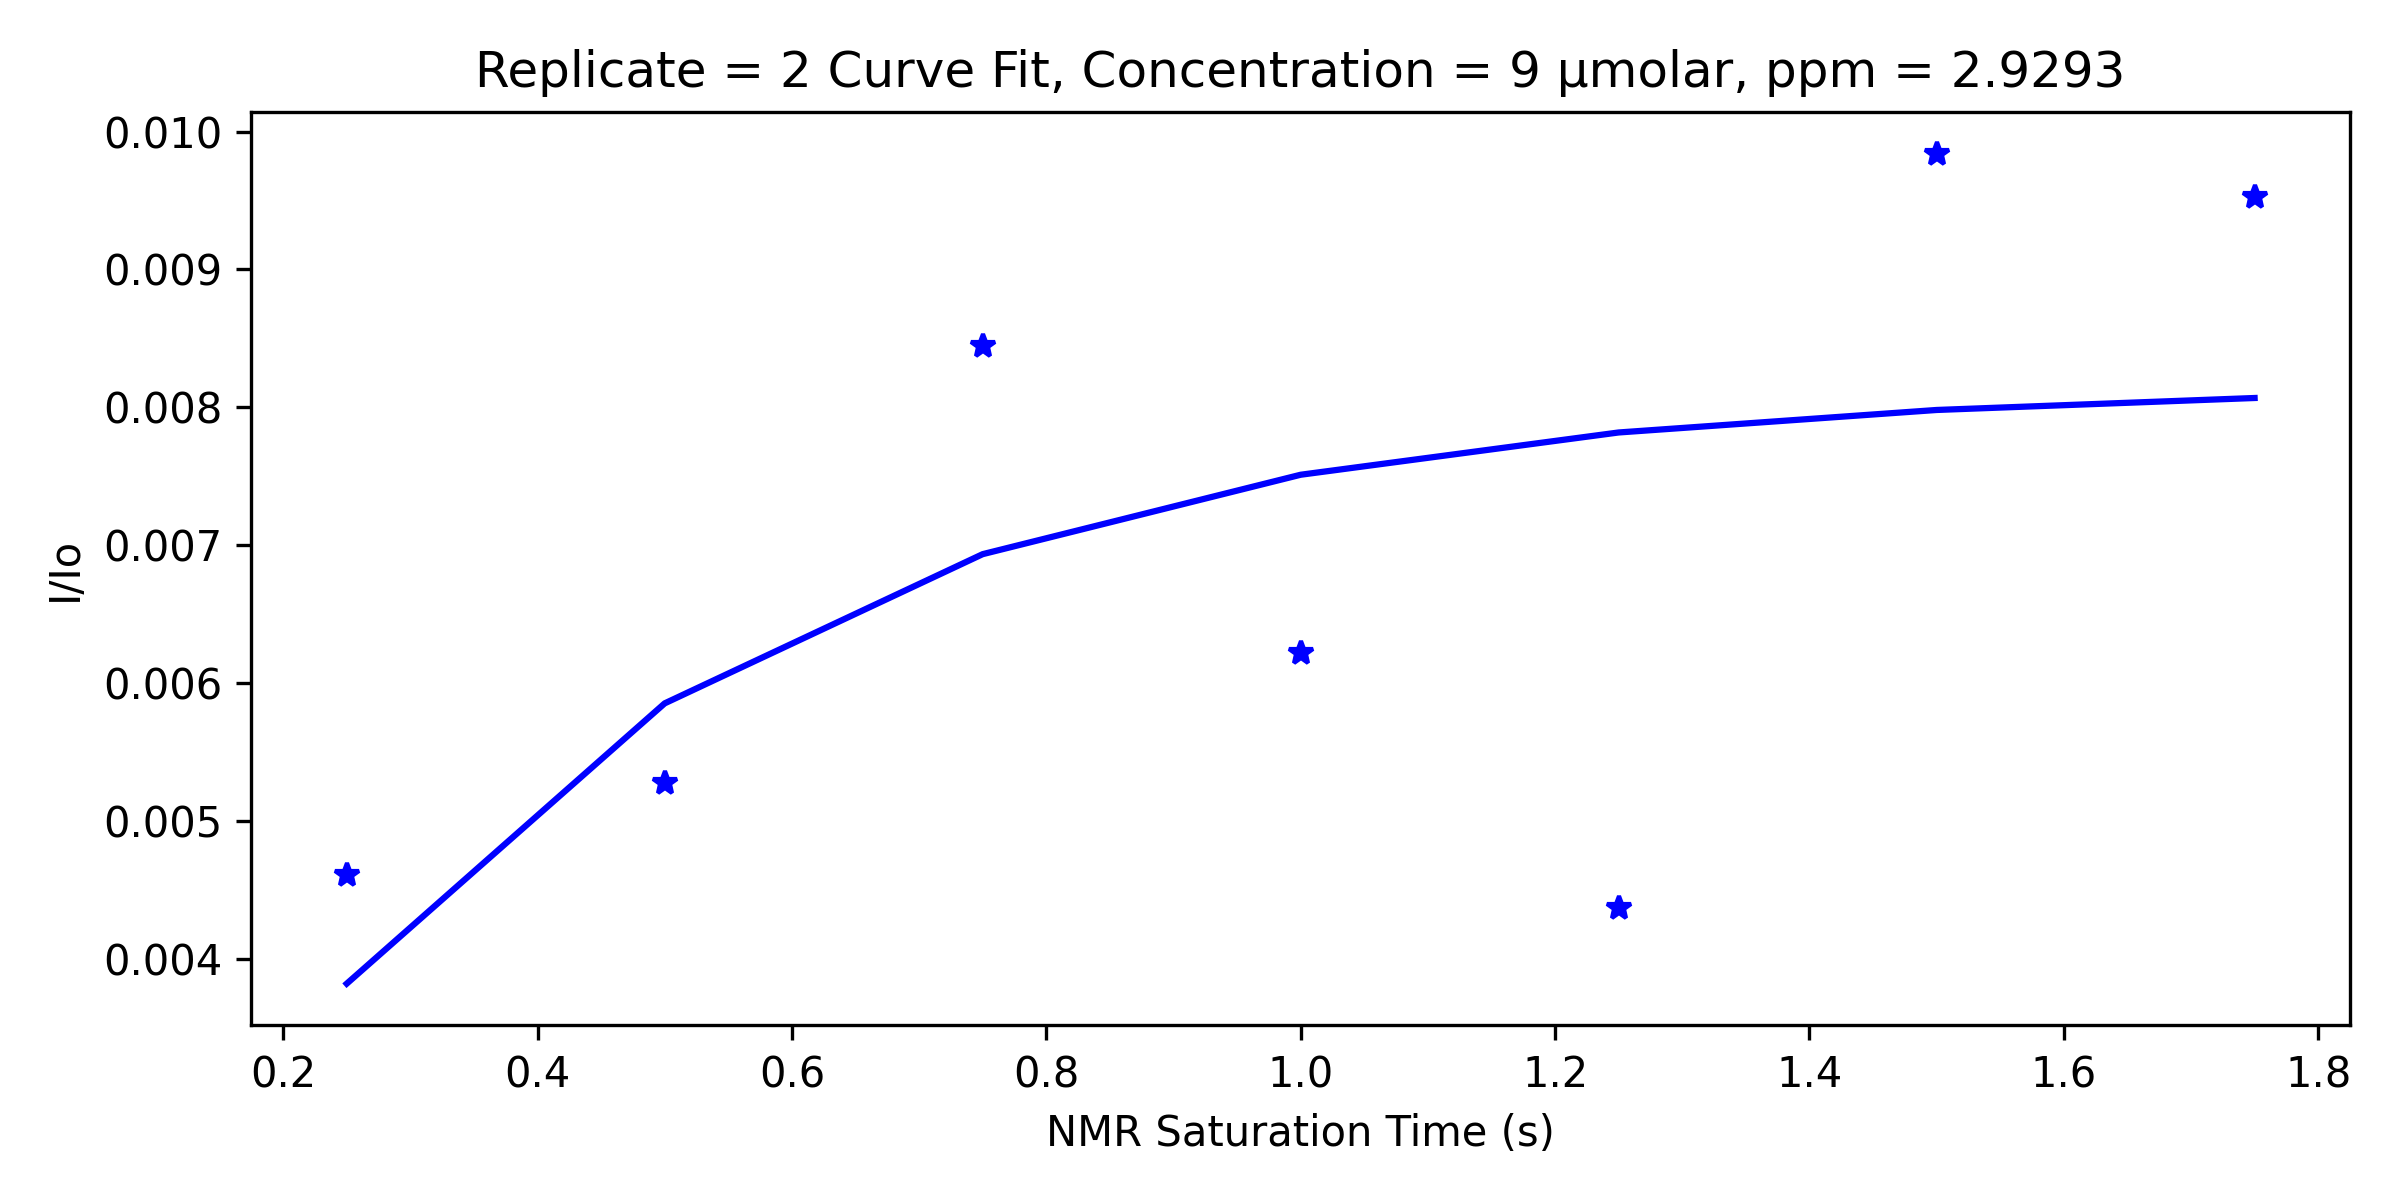 Replicate = 2 Curve Fit, Concentration = 9 µmolar, ppm = 2.9293
0.010
0.009
0.008
0.007
0.006
0.005
0.004
I/Io
0.2 0.4 0.6 0.8 1.0 1.2 1.4 1.6 1.8
NMR Saturation Time (s)